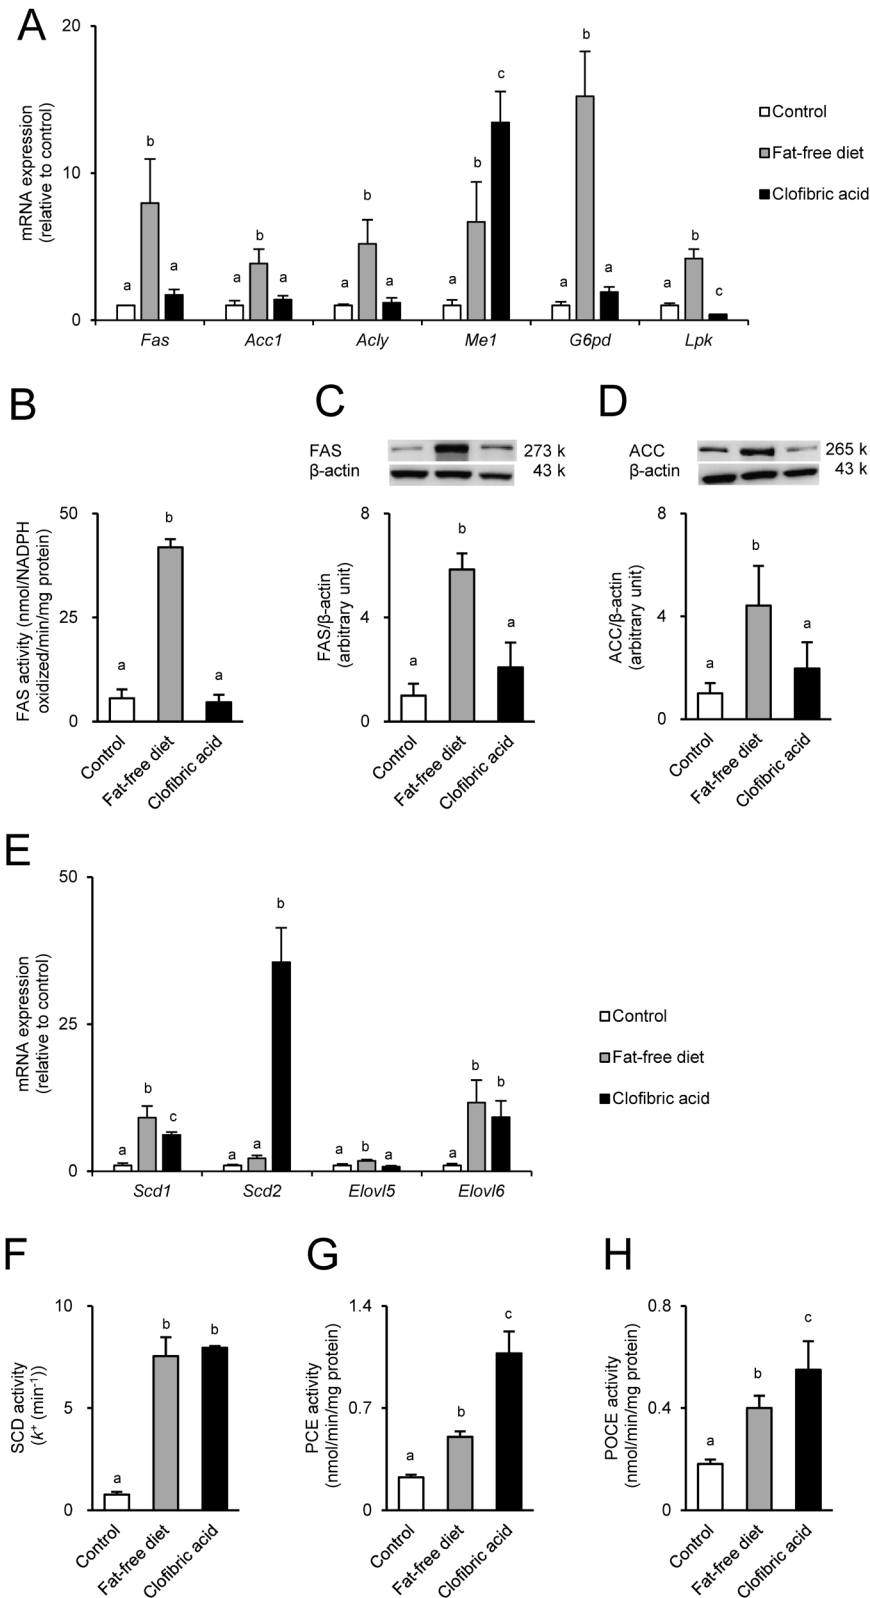 A
mRNA expression
(relative to control)
20
10
0
a b a
a b a
a b a
a b c
a b a
a b c
Fas Acc1 Acly Me1 G6pd Lpk
Control
Fat-free diet
Clofibric acid
B
FAS activity (nmol/NADPH
oxidized/min/mg protein)
50
25
0
a b a
Control Fat-free diet Clofibric acid
C
FAS 273 k
β-actin 43 k
FAS/β-actin
(arbitrary unit)
8
4
0
a b a
Control Fat-free diet Clofibric acid
D
ACC 265 k
β-actin 43 k
ACC/β-actin
(arbitrary unit)
8
4
0
a b a
Control Fat-free diet Clofibric acid
E
mRNA expression
(relative to control)
50
25
0
a b c
a a b
a b a
a b b
Scd1 Scd2 Elovl5 Elovl6
Control
Fat-free diet
Clofibric acid
F
SCD activity
(k⁺ (min⁻¹))
10
5
0
a b b
Control Fat-free diet Clofibric acid
G
PCE activity
(nmol/min/mg protein)
1.4
0.7
0
a b c
Control Fat-free diet Clofibric acid
H
POCE activity
(nmol/min/mg protein)
0.8
0.4
0
a b c
Control Fat-free diet Clofibric acid